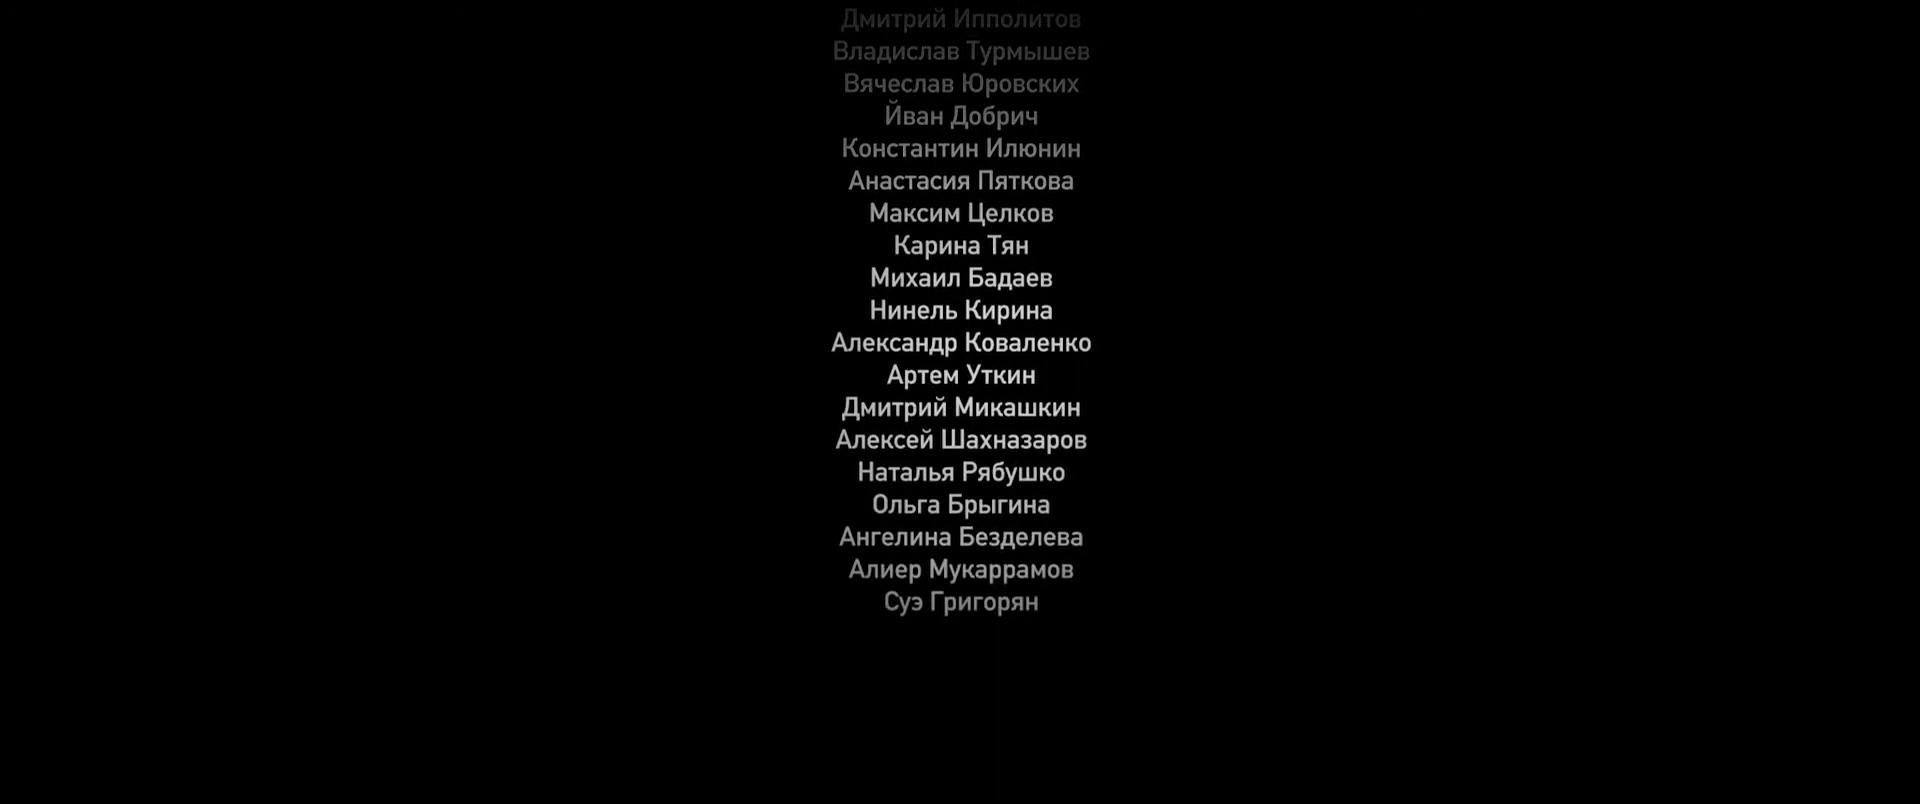 Дмитрий Ипполитов
Владислав Турмышев
Вячеслав Юровских
Йван Добрич
Константин Илюнин
Анастасия Пяткова
Максим Целков
Карина Тян
Михаил Бадаев
Нинель Кирина
Александр Коваленко
Артем Уткин
Дмитрий Микашкин
Алексей Шахназаров
Наталья Рябушко
Ольга Брыгина
Ангелина Безделева
Алиер Мукаррамов
Суэ Григорян